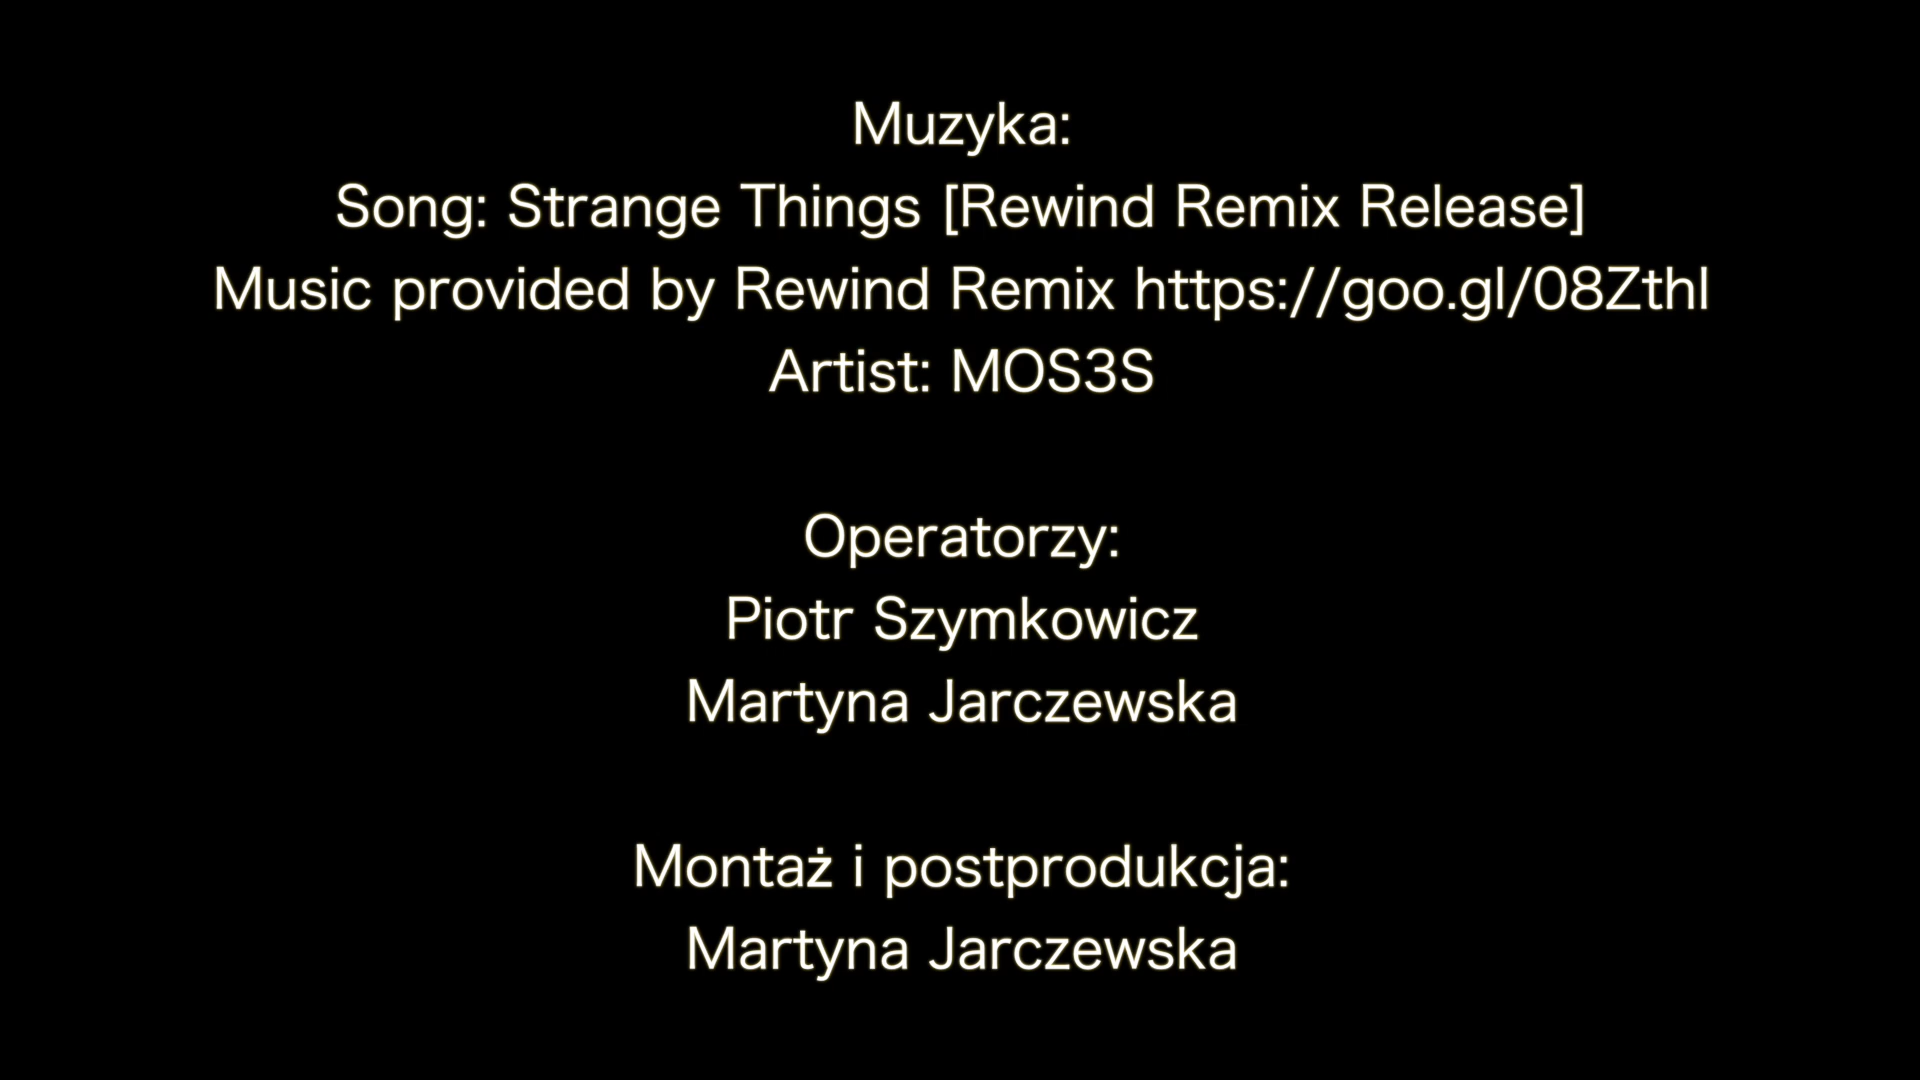 Muzyka:
Song: Strange Things [Rewind Remix Release]
Music provided by Rewind Remix https://goo.gl/08Zthl
Artist: MOS3S
Operatorzy:
Piotr Szymkowicz
Martyna Jarczewska
Montaż i postprodukcja:
Martyna Jarczewska